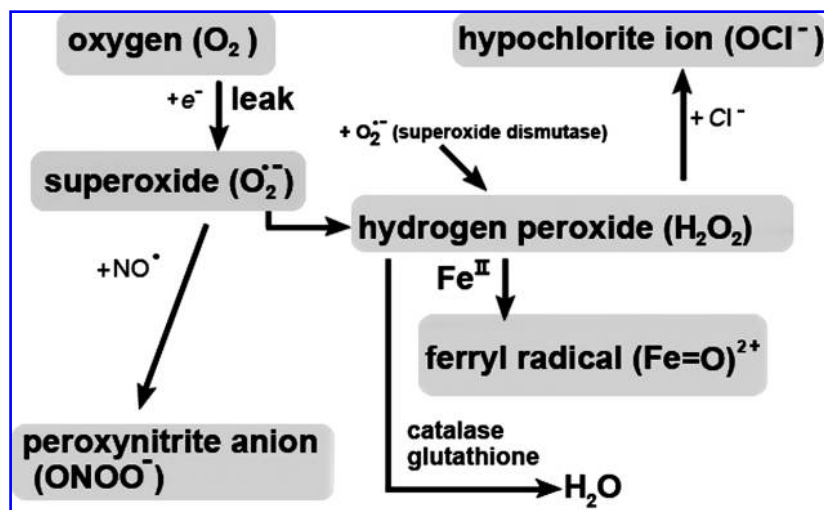 oxygen (O₂ )
hypochlorite ion (OCl⁻)
+e⁻ leak
+ Cl⁻
+ O₂•⁻ (superoxide dismutase)
superoxide (O₂•⁻)
hydrogen peroxide (H₂O₂)
+NO•
Feᴵᴵ
ferryl radical (Fe=O)²⁺
peroxynitrite anion
(ONOO⁻)
catalase
glutathione
H₂O